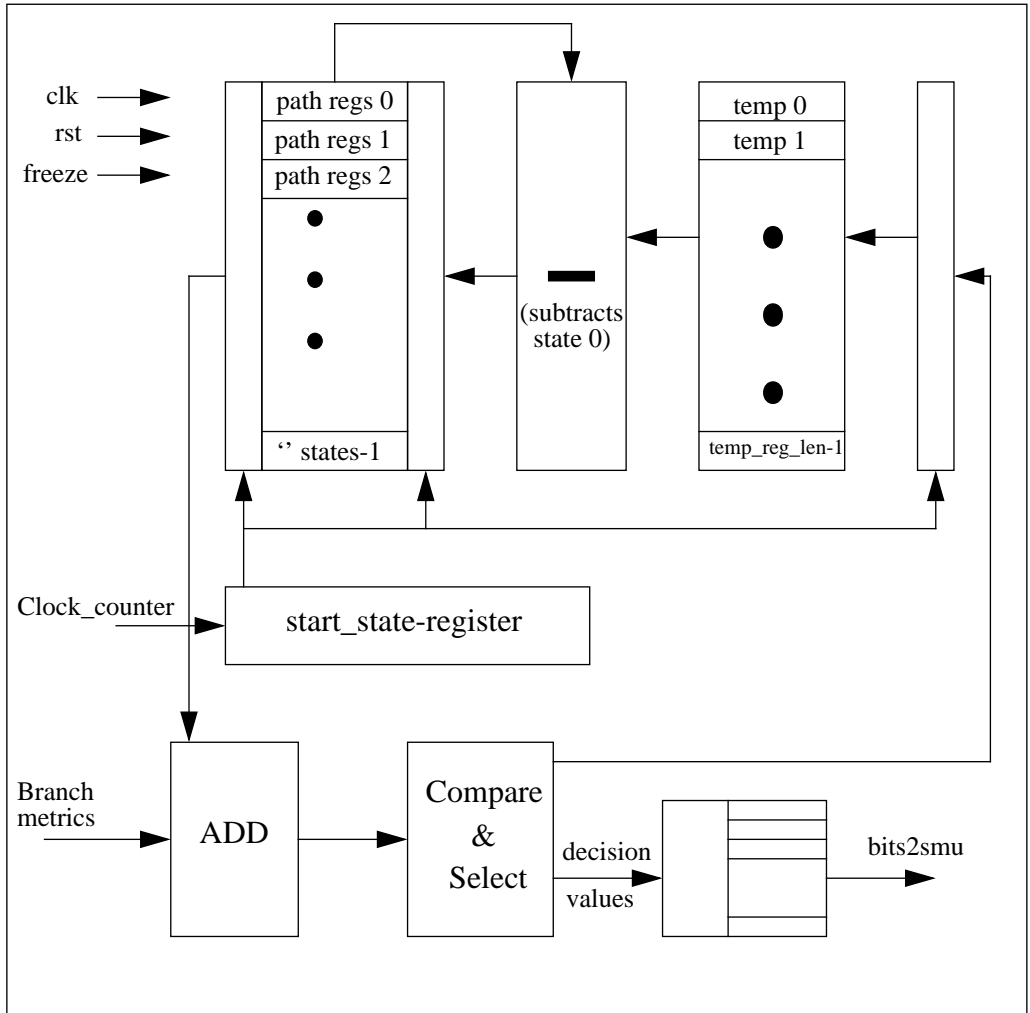 clk
rst
freeze
path regs 0
path regs 1
path regs 2
‘’ states-1
(subtracts
state 0)
temp 0
temp 1
temp_reg_len-1
Clock_counter
start_state-register
Branch
metrics
ADD
Compare
&
Select
decision
values
bits2smu